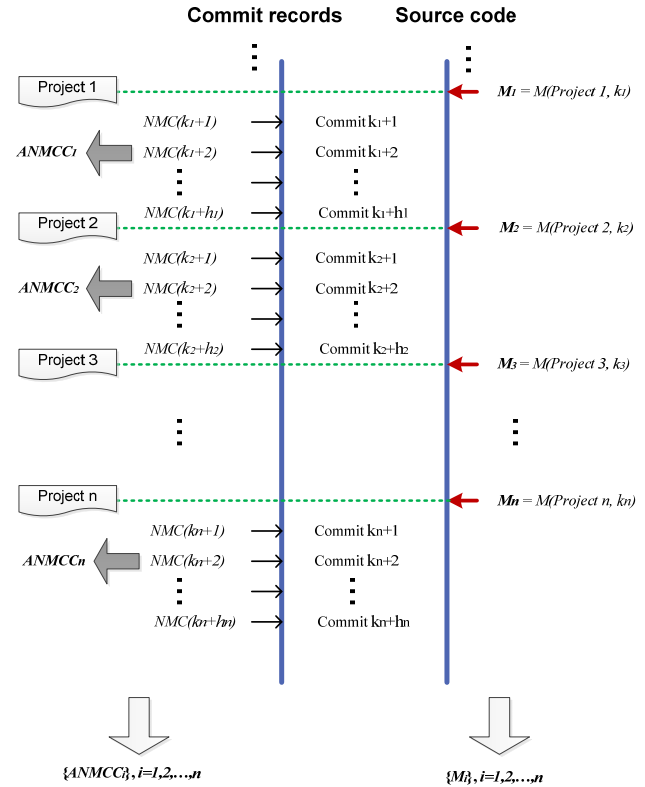 Commit records Source code
Project 1 M₁ = M(Project 1, k₁)
NMC(k₁+1) Commit k₁+1
ANMCC₁ NMC(k₁+2) Commit k₁+2
NMC(k₁+h₁) Commit k₁+h1
Project 2 M₂ = M(Project 2, k₂)
NMC(k₂+1) Commit k₂+1
ANMCC₂ NMC(k₂+2) Commit k₂+2
NMC(k₂+h₂) Commit k₂+h₂
Project 3 M₃ = M(Project 3, k₃)
Project n Mn = M(Project n, kn)
NMC(kn+1) Commit kn+1
ANMCCn NMC(kn+2) Commit kn+2
NMC(kn+hn) Commit kn+hn
{ANMCCi}, i=1,2,…,n {Mi}, i=1,2,…,n